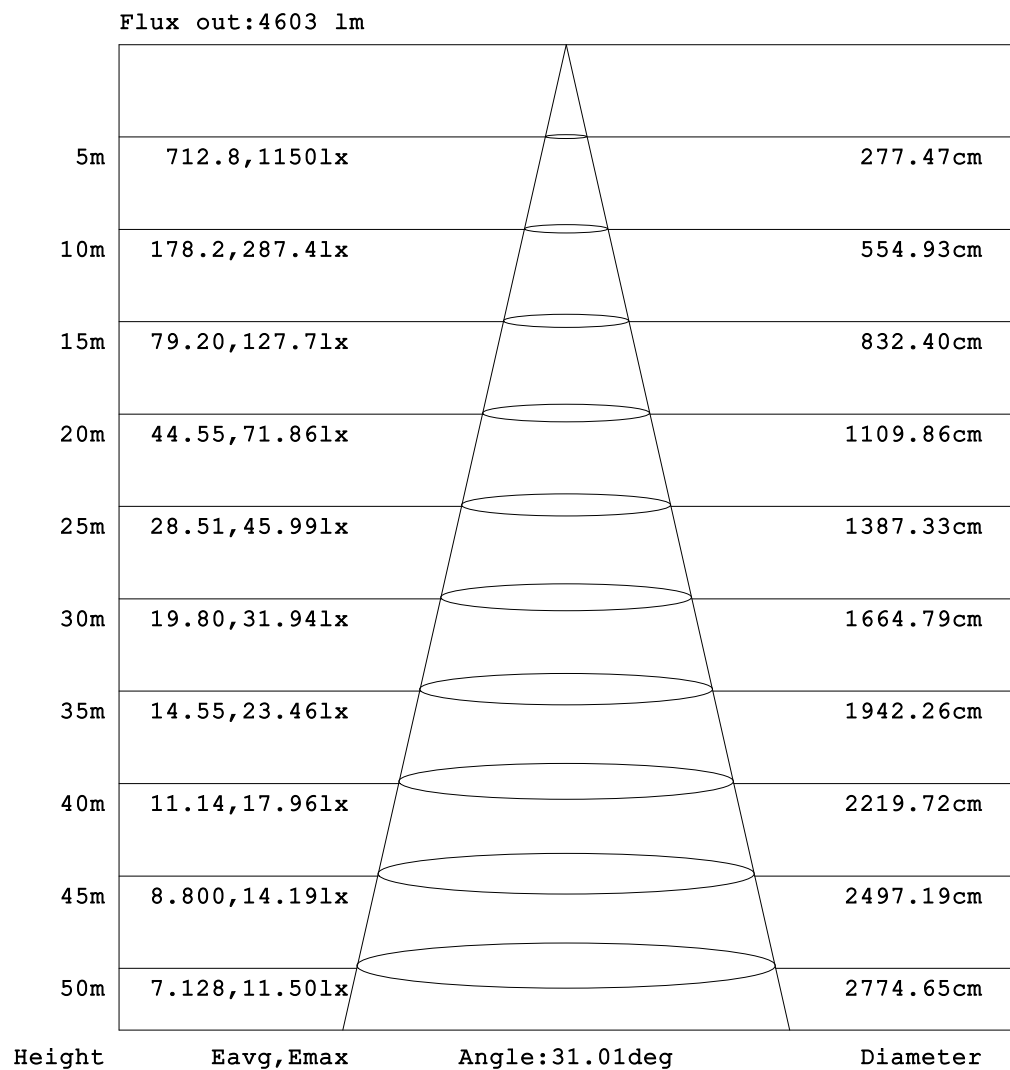 Flux out:4603 lm
5m 712.8,1150lx 277.47cm
10m 178.2,287.4lx 554.93cm
15m 79.20,127.7lx 832.40cm
20m 44.55,71.86lx 1109.86cm
25m 28.51,45.99lx 1387.33cm
30m 19.80,31.94lx 1664.79cm
35m 14.55,23.46lx 1942.26cm
40m 11.14,17.96lx 2219.72cm
45m 8.800,14.19lx 2497.19cm
50m 7.128,11.50lx 2774.65cm
Height Eavg,Emax Angle:31.01deg Diameter